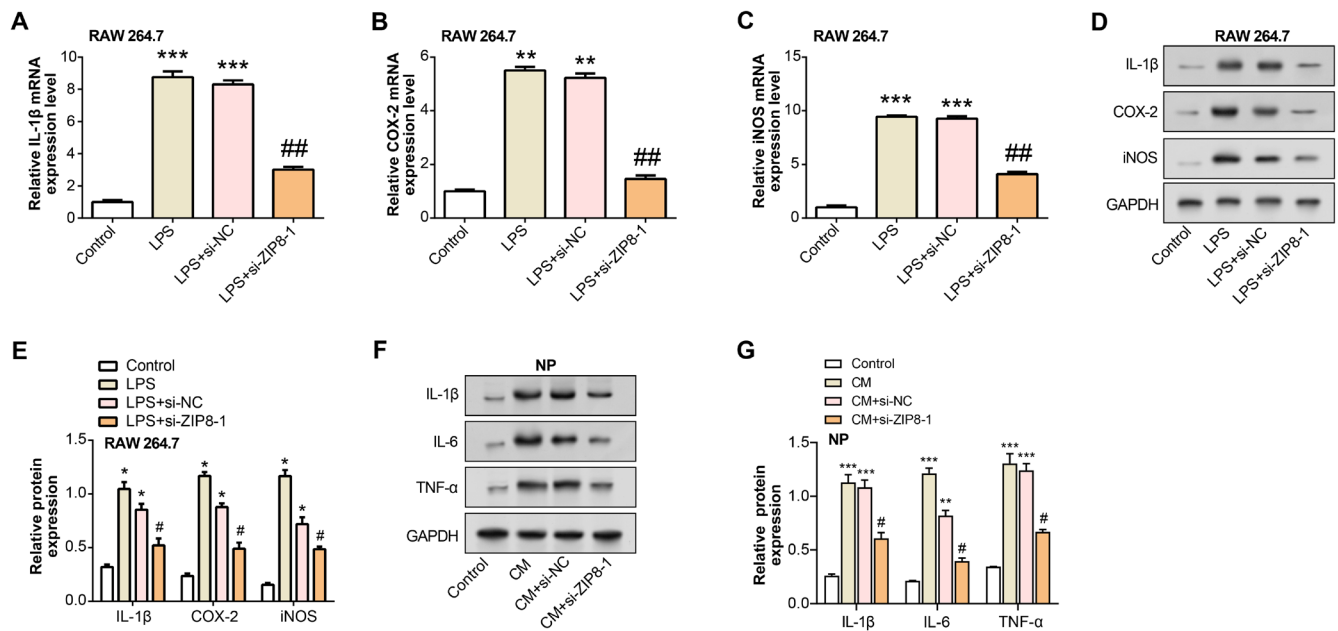 A
RAW 264.7
Relative IL-1β mRNA
expression level
10
8
6
4
2
0
***
***
##
Control
LPS
LPS+si-NC
LPS+si-ZIP8-1
B
RAW 264.7
Relative COX-2 mRNA
expression level
6
4
2
0
**
**
##
Control
LPS
LPS+si-NC
LPS+si-ZIP8-1
C
RAW 264.7
Relative iNOS mRNA
expression level
15
10
5
0
***
***
##
Control
LPS
LPS+si-NC
LPS+si-ZIP8-1
D
RAW 264.7
IL-1β
COX-2
iNOS
GAPDH
Control
LPS
LPS+si-NC
LPS+si-ZIP8-1
E
Control
LPS
LPS+si-NC
LPS+si-ZIP8-1
RAW 264.7
Relative protein
expression
1.5
1.0
0.5
0.0
* * #
* * #
* * #
IL-1β COX-2 iNOS
F
NP
IL-1β
IL-6
TNF-α
GAPDH
Control
CM
CM+si-NC
CM+si-ZIP8-1
G
Control
CM
CM+si-NC
CM+si-ZIP8-1
NP
Relative protein
expression
1.5
1.0
0.5
0.0
*** *** #
*** ** #
*** *** #
IL-1β IL-6 TNF-α